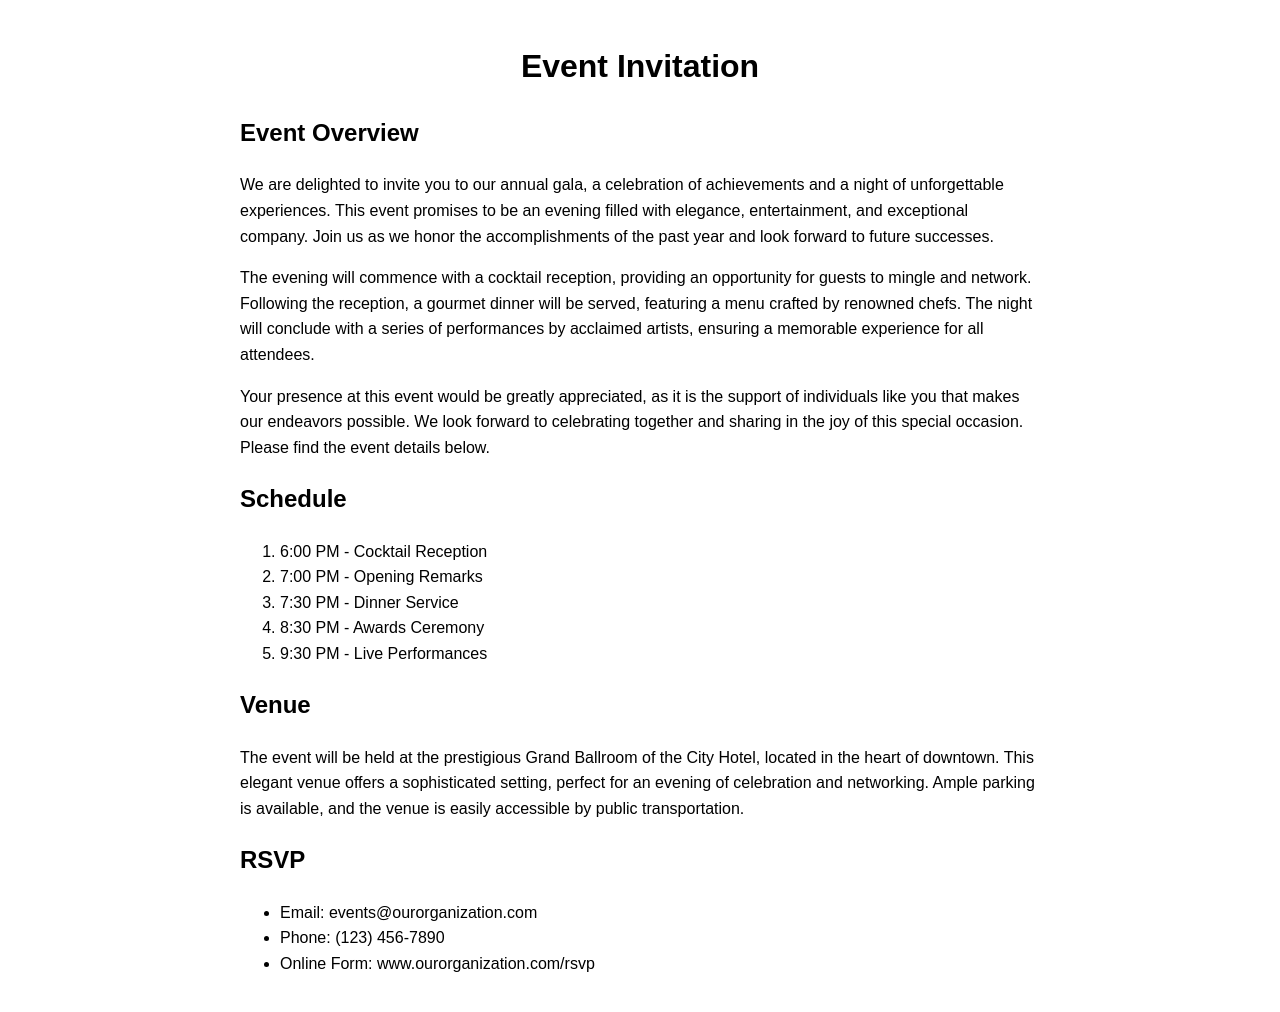 Event Invitation
Event Overview
We are delighted to invite you to our annual gala, a celebration of achievements and a night of unforgettable
experiences. This event promises to be an evening filled with elegance, entertainment, and exceptional
company. Join us as we honor the accomplishments of the past year and look forward to future successes.
The evening will commence with a cocktail reception, providing an opportunity for guests to mingle and network.
Following the reception, a gourmet dinner will be served, featuring a menu crafted by renowned chefs. The night
will conclude with a series of performances by acclaimed artists, ensuring a memorable experience for all
attendees.
Your presence at this event would be greatly appreciated, as it is the support of individuals like you that makes
our endeavors possible. We look forward to celebrating together and sharing in the joy of this special occasion.
Please find the event details below.
Schedule
1. 6:00 PM - Cocktail Reception
2. 7:00 PM - Opening Remarks
3. 7:30 PM - Dinner Service
4. 8:30 PM - Awards Ceremony
5. 9:30 PM - Live Performances
Venue
The event will be held at the prestigious Grand Ballroom of the City Hotel, located in the heart of downtown. This
elegant venue offers a sophisticated setting, perfect for an evening of celebration and networking. Ample parking
is available, and the venue is easily accessible by public transportation.
RSVP
• Email: events@ourorganization.com
• Phone: (123) 456-7890
• Online Form: www.ourorganization.com/rsvp